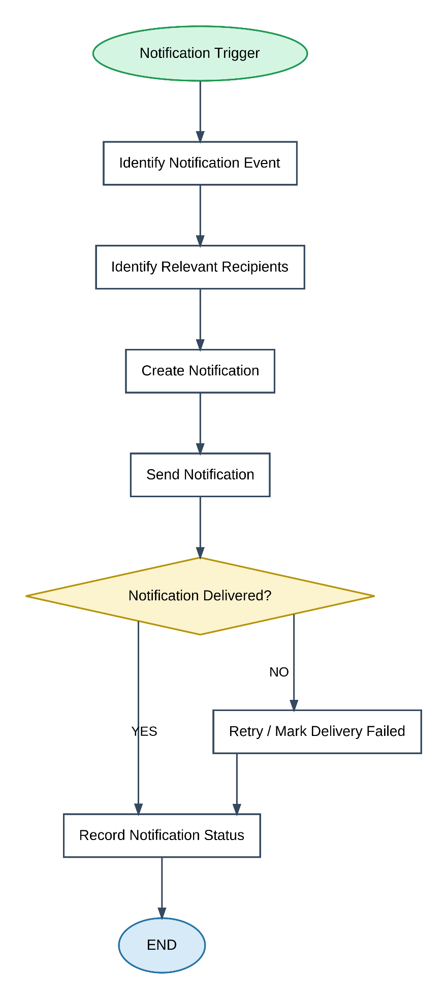 Notification Trigger
Identify Notification Event
Identify Relevant Recipients
Create Notification
Send Notification
Notification Delivered?
NO
YES
Retry / Mark Delivery Failed
Record Notification Status
END